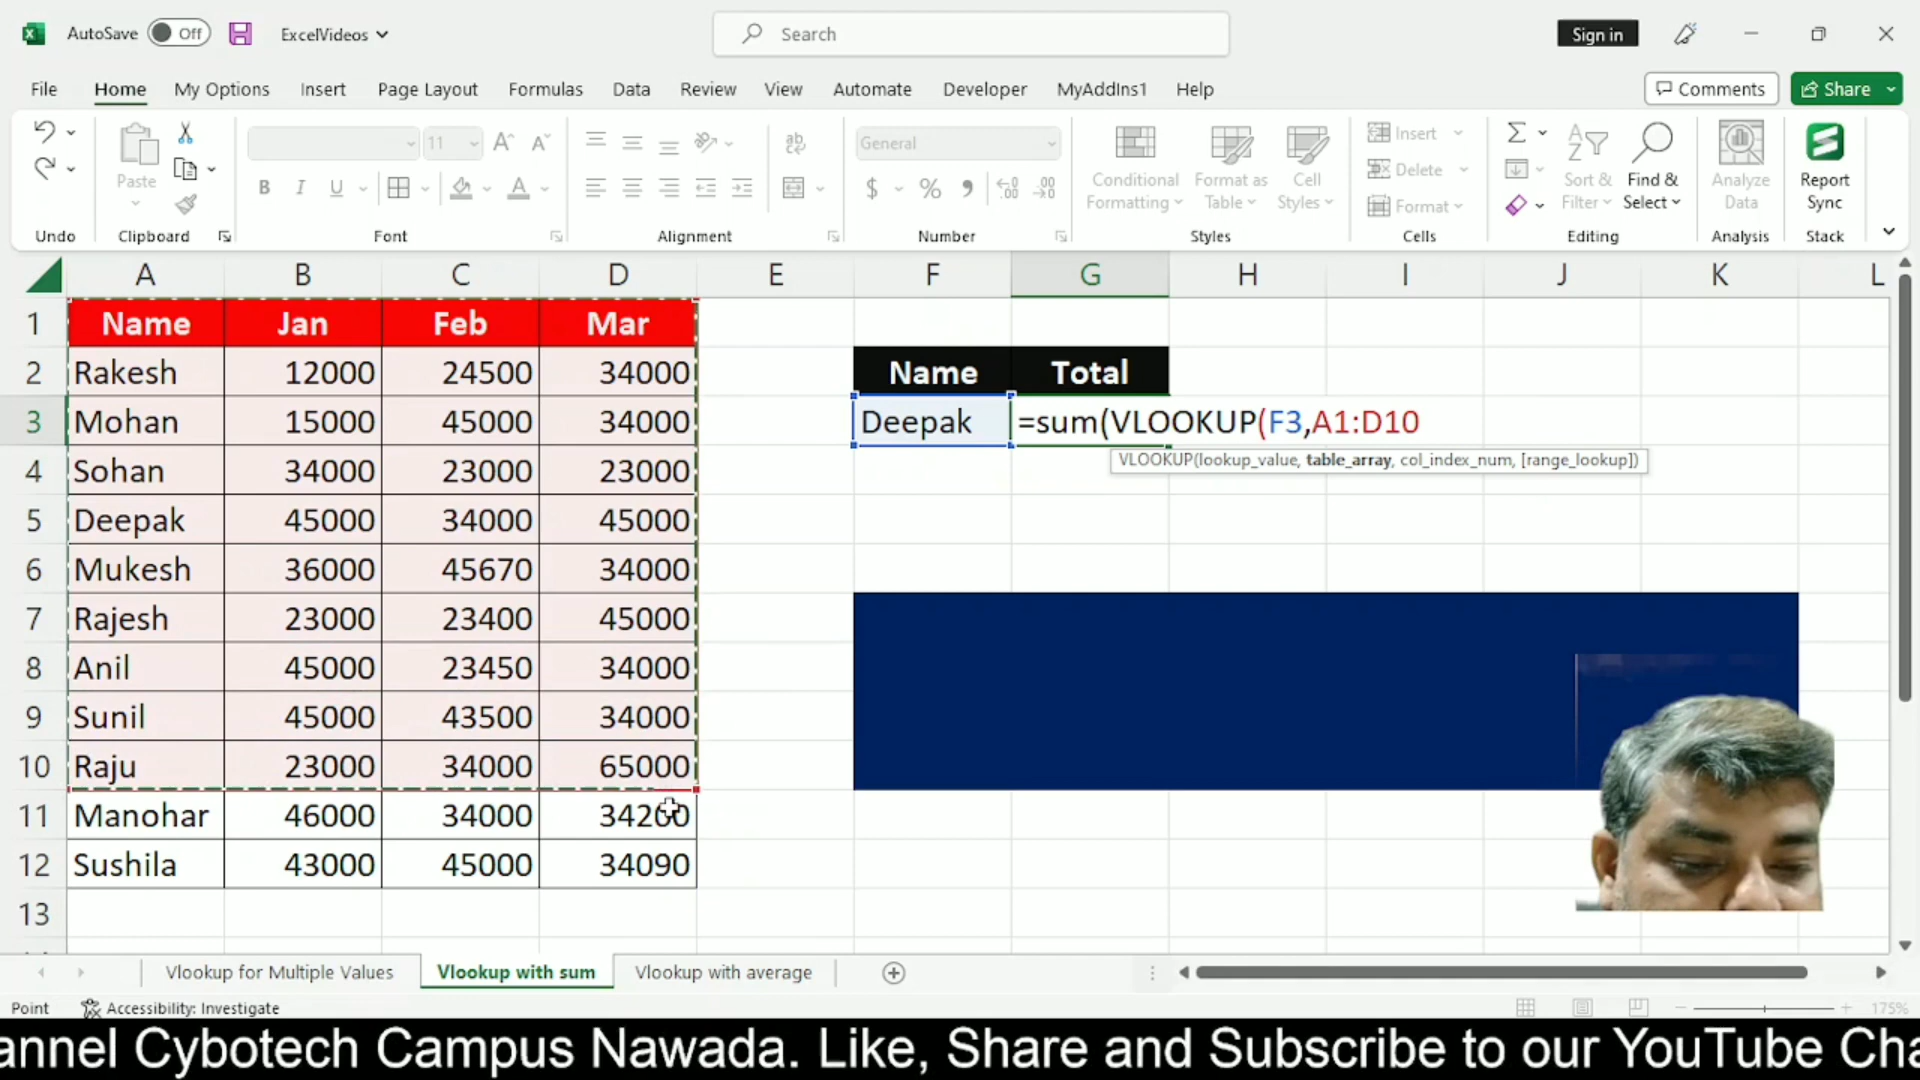 AutoSave Off ExcelVideos Search Sign in
File Home My Options Insert Page Layout Formulas Data Review View Automate Developer MyAddIns1 Help Comments Share
Paste 11 General Conditional Formatting Format as Table Cell Styles Insert Delete Format Sort & Filter Find & Select Analyze Data Report Sync
Undo Clipboard Font Alignment Number Styles Cells Editing Analysis Stack
A B C D E F G H I J K L
1 Name Jan Feb Mar
2 Rakesh 12000 24500 34000 Name Total
3 Mohan 15000 45000 34000 Deepak =sum(VLOOKUP(F3,A1:D10
VLOOKUP(lookup_value, table_array, col_index_num, [range_lookup])
4 Sohan 34000 23000 23000
5 Deepak 45000 34000 45000
6 Mukesh 36000 45670 34000
7 Rajesh 23000 23400 45000
8 Anil 45000 23450 34000
9 Sunil 45000 43500 34000
10 Raju 23000 34000 65000
11 Manohar 46000 34000 34200
12 Sushila 43000 45000 34090
13
Vlookup for Multiple Values Vlookup with sum Vlookup with average
Point Accessibility: Investigate 175%
annel Cybotech Campus Nawada. Like, Share and Subscribe to our YouTube Cha